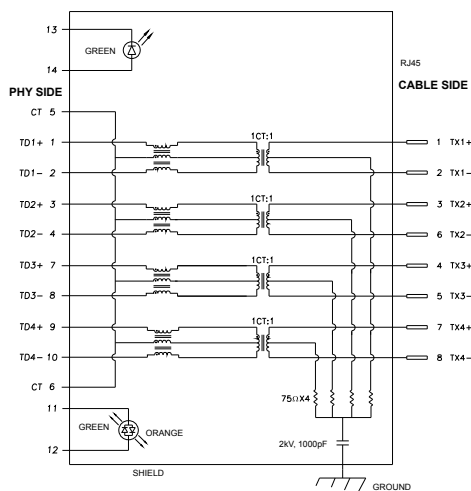 13
GREEN
14
RJ45
PHY SIDE
CABLE SIDE
CT 5
1CT:1
TD1+ 1
1 TX1+
TD1- 2
2 TX1-
1CT:1
TD2+ 3
3 TX2+
TD2- 4
6 TX2-
1CT:1
TD3+ 7
4 TX3+
TD3- 8
5 TX3-
1CT:1
TD4+ 9
7 TX4+
TD4- 10
8 TX4-
CT 6
75Ω X4
11
GREEN
ORANGE
2kV, 1000pF
12
SHIELD
GROUND